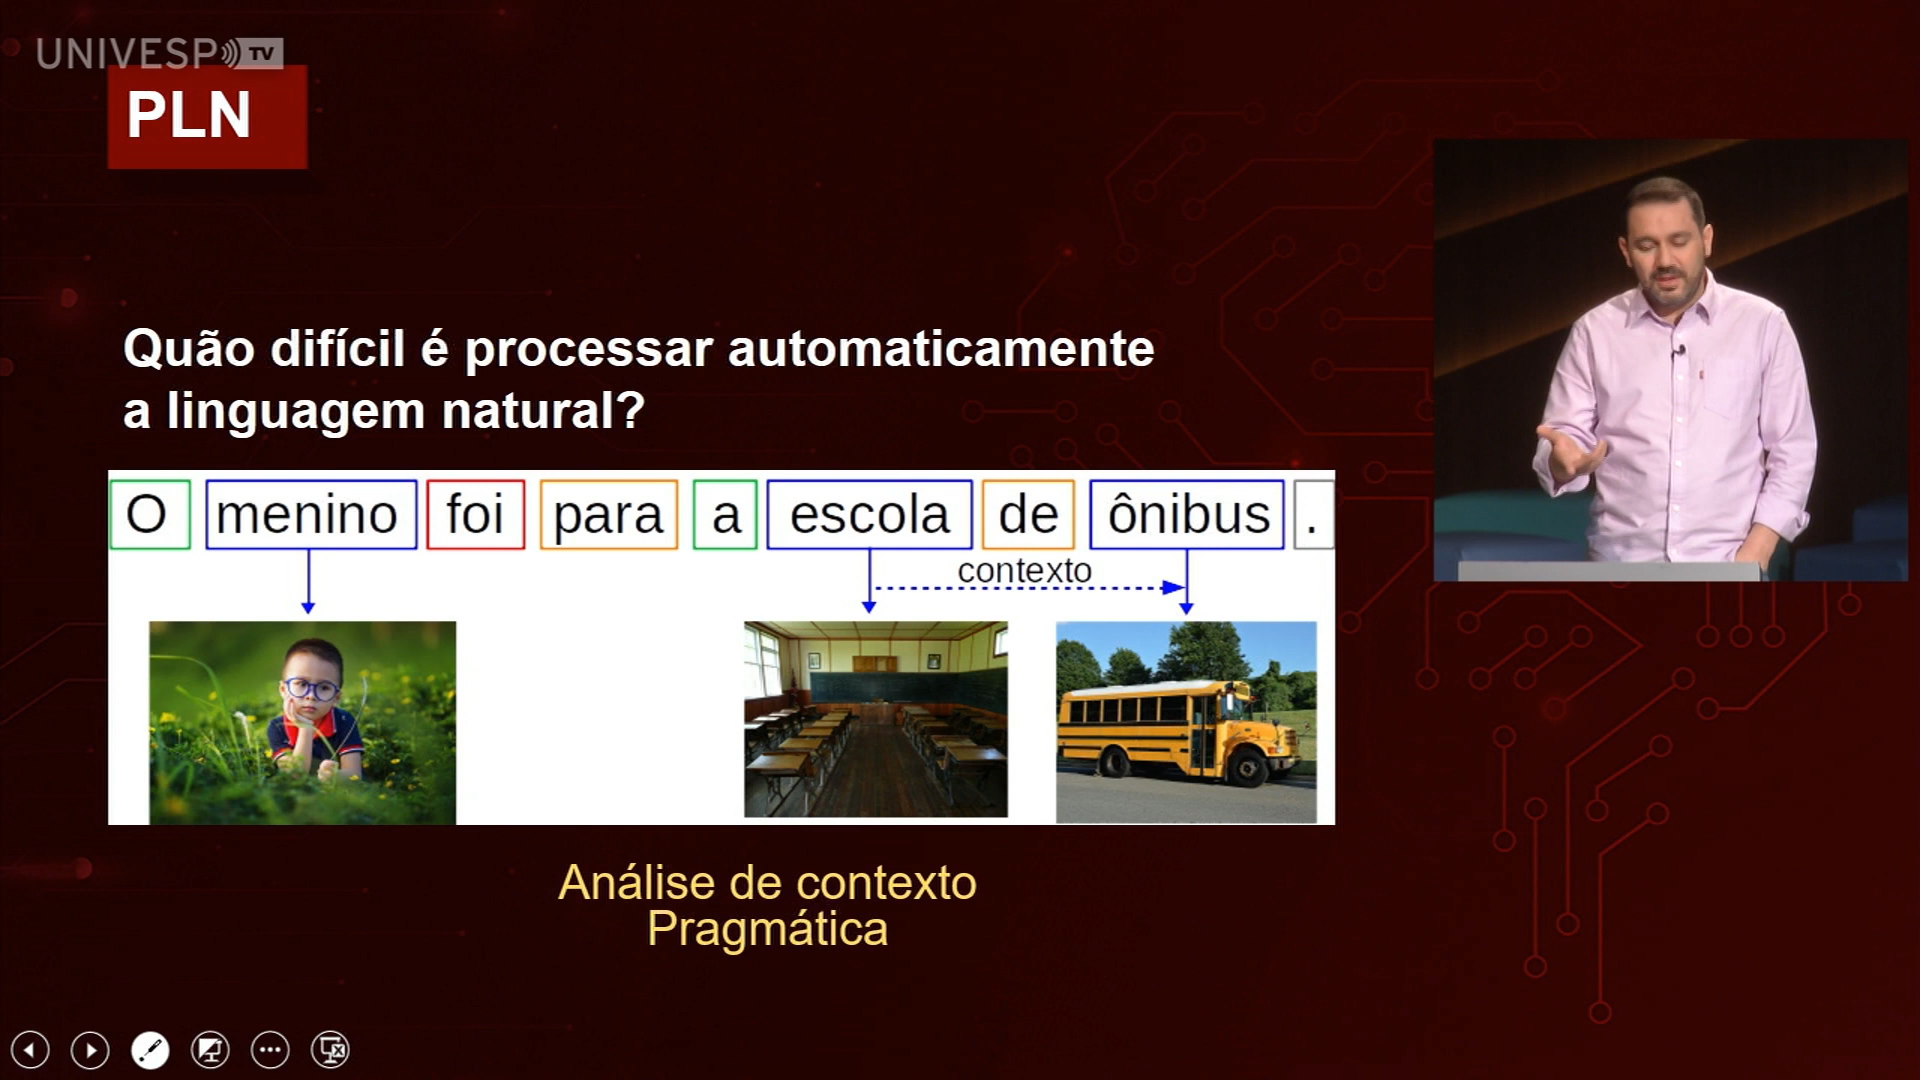 UNIVESP TV
PLN
Quão difícil é processar automaticamente
a linguagem natural?
O menino foi para a escola de ônibus .
contexto
Análise de contexto
Pragmática